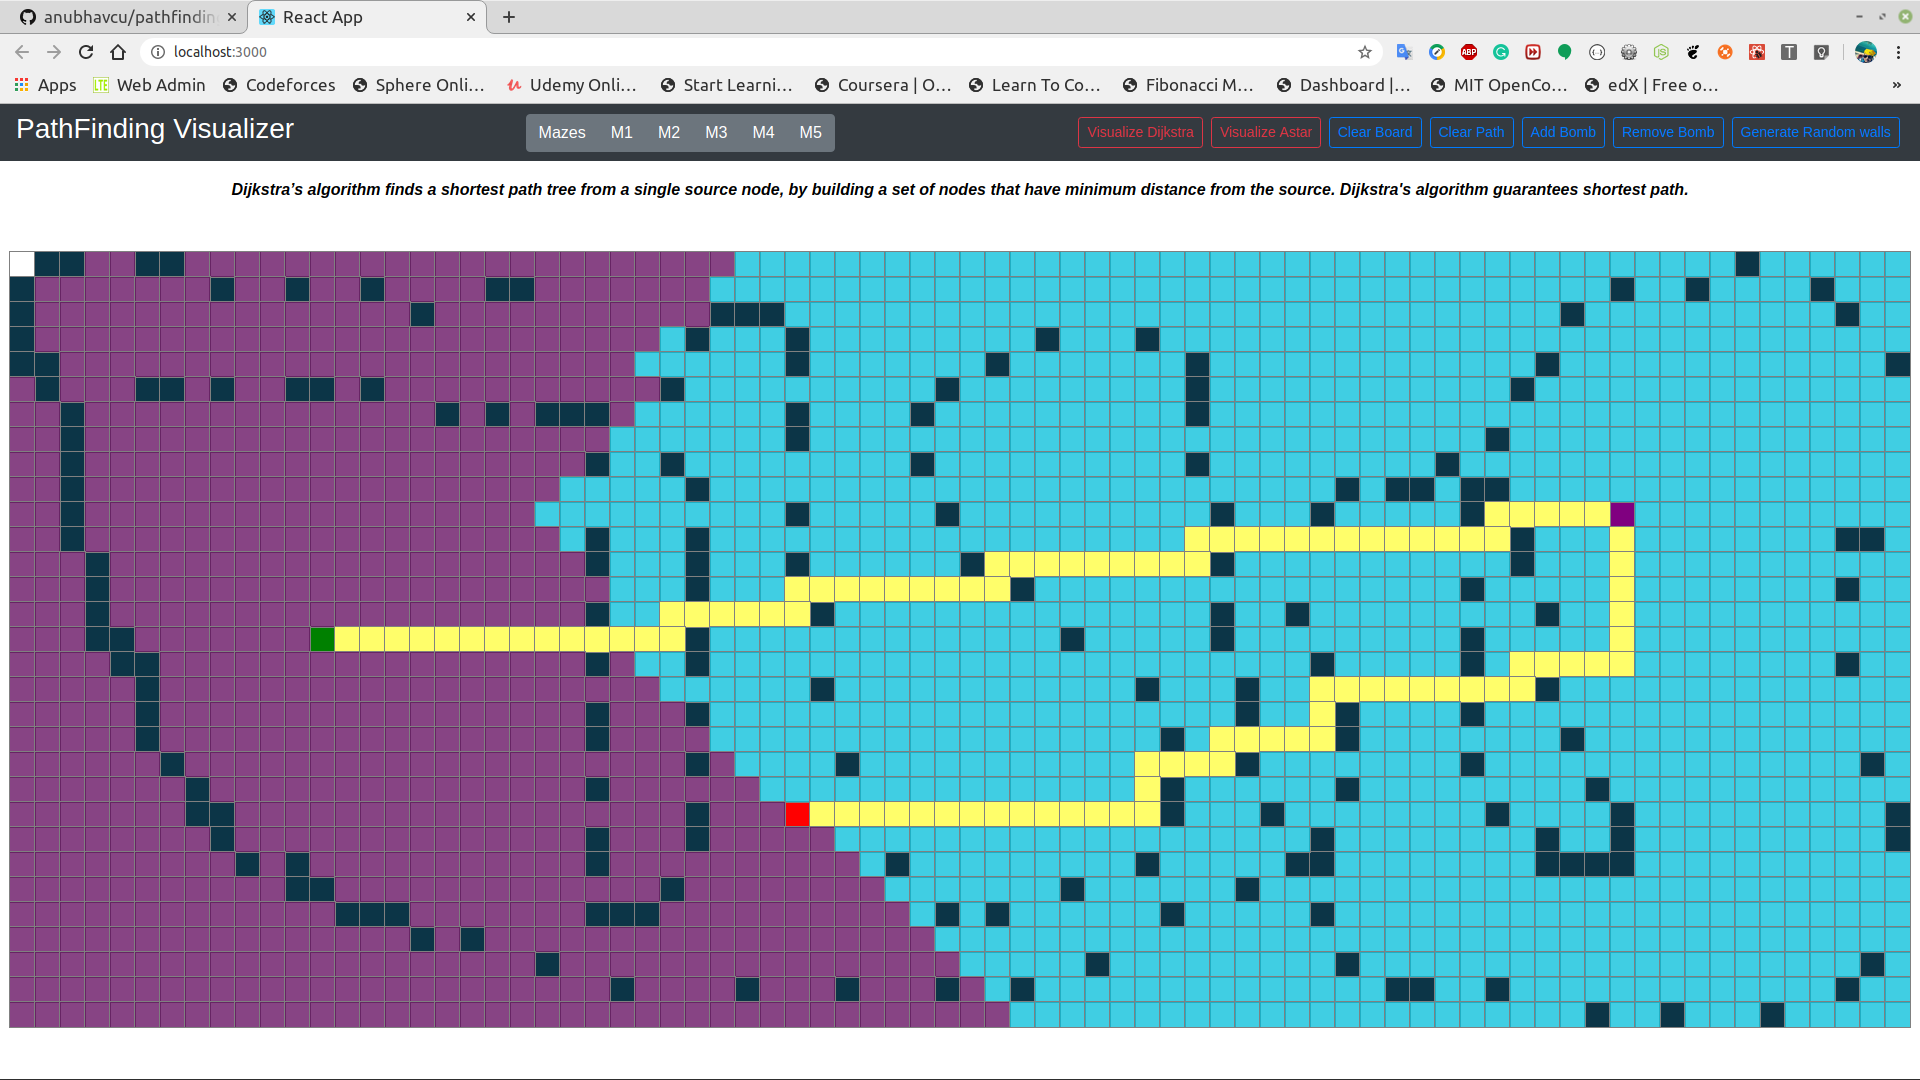 anubhavcu/pathfindin
React App
localhost:3000
ABP
T
Apps
LTE Web Admin
Codeforces
Sphere Onli…
Udemy Onli…
Start Learni…
Coursera | O…
Learn To Co…
Fibonacci M…
Dashboard |…
MIT OpenCo…
edX | Free o…
»
PathFinding Visualizer
Mazes M1 M2 M3 M4 M5
Visualize Dijkstra
Visualize Astar
Clear Board
Clear Path
Add Bomb
Remove Bomb
Generate Random walls
Dijkstra’s algorithm finds a shortest path tree from a single source node, by building a set of nodes that have minimum distance from the source. Dijkstra's algorithm guarantees shortest path.